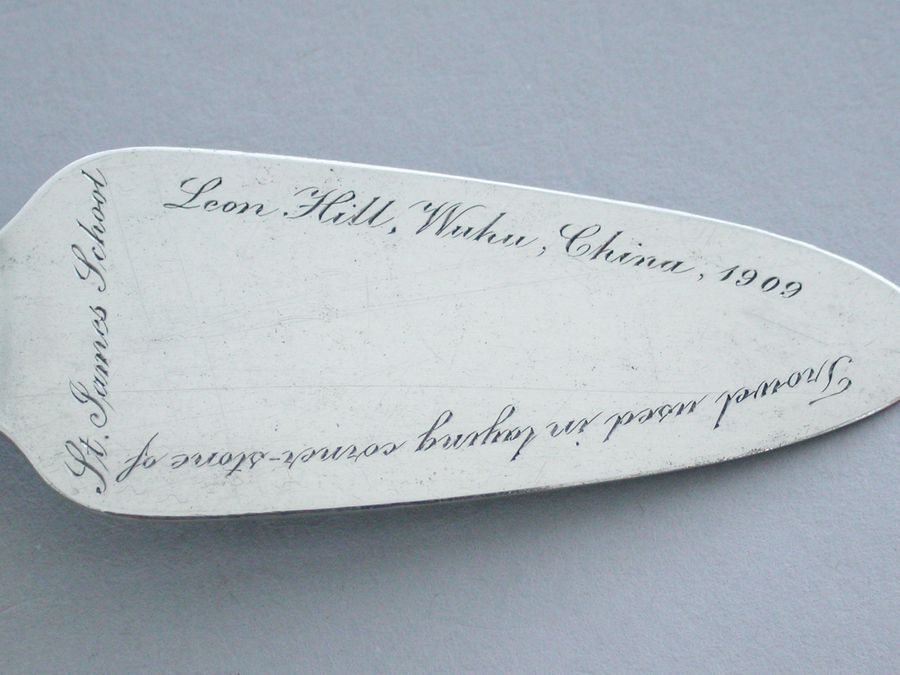 Trowel used in laying corner-stone of
St. James School
Leon Hill, Wuhu, China, 1909